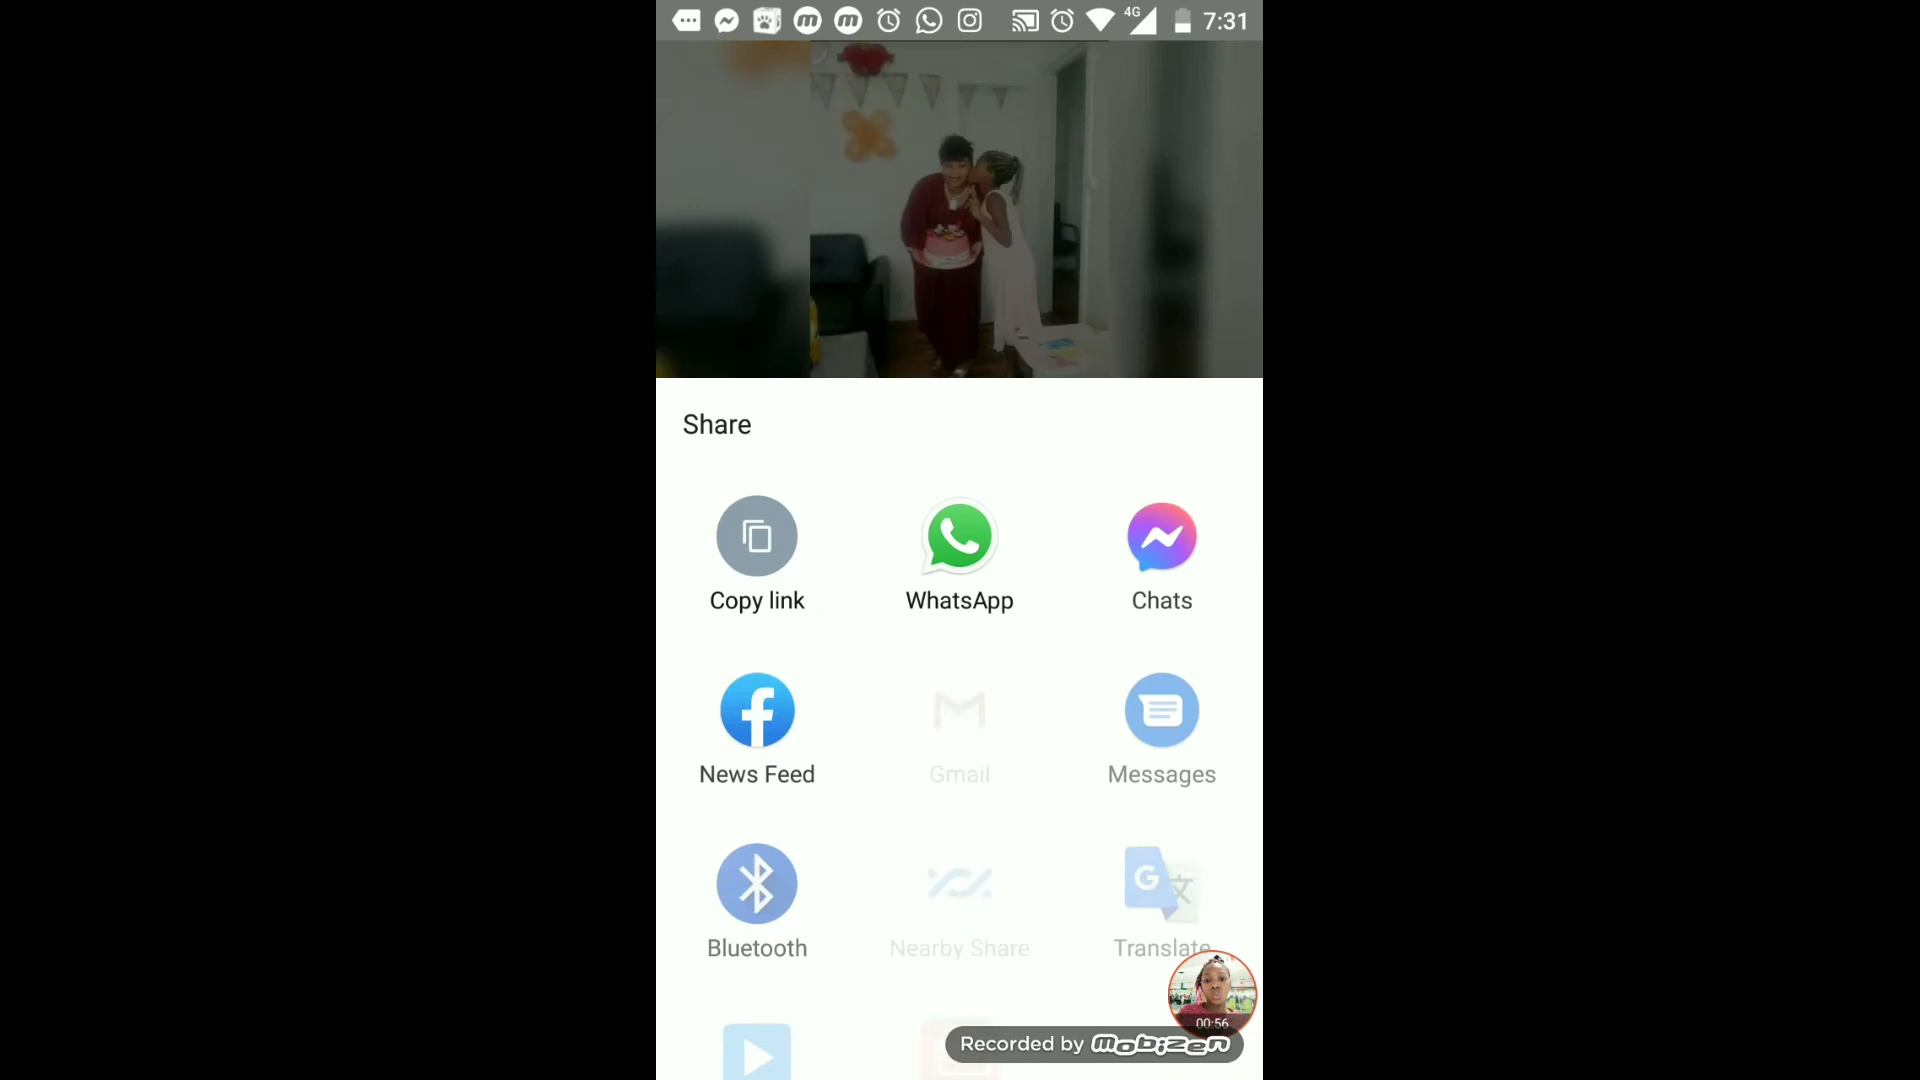 4G 7:31
Share
Copy link WhatsApp Chats
News Feed Gmail Messages
Bluetooth Nearby Share Translate
00:56
Recorded by mobizen